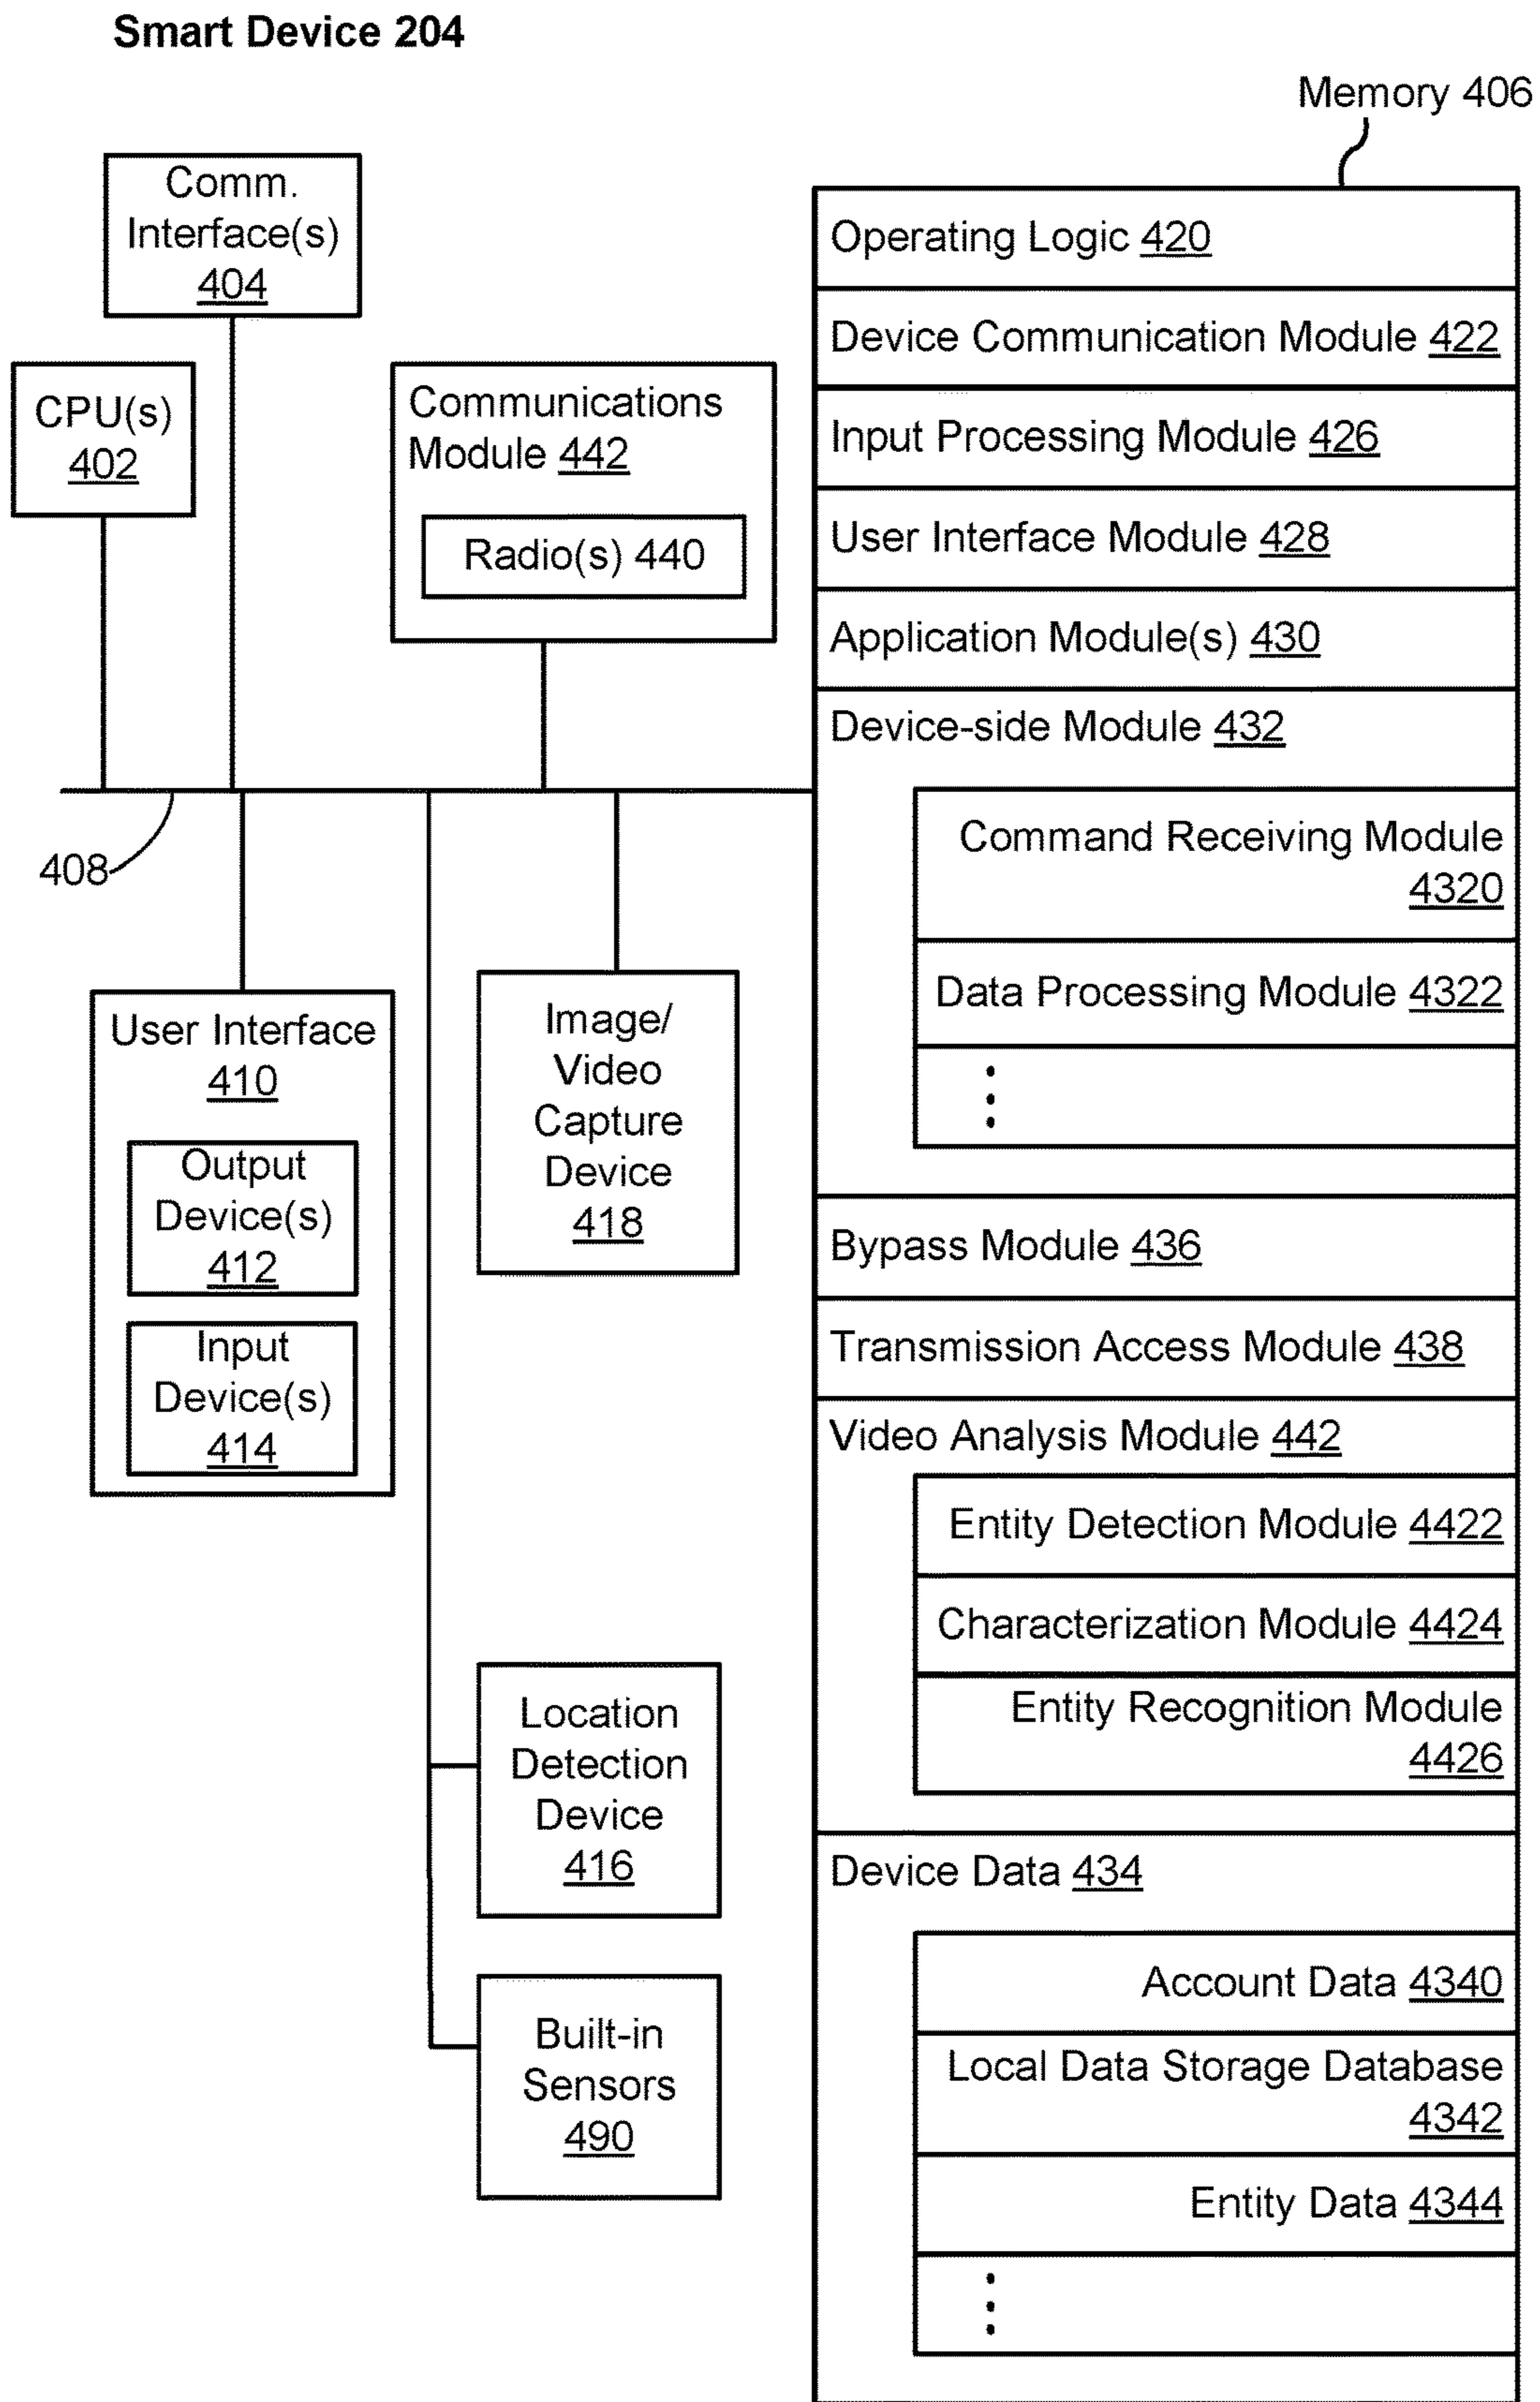 Smart Device 204
Memory 406
Comm.
Interface(s)
404
CPU(s)
402
Communications
Module 442
Radio(s) 440
408
User Interface
410
Output
Device(s)
412
Input
Device(s)
414
Image/
Video
Capture
Device
418
Location
Detection
Device
416
Built-in
Sensors
490
Operating Logic 420
Device Communication Module 422
Input Processing Module 426
User Interface Module 428
Application Module(s) 430
Device-side Module 432
Command Receiving Module
4320
Data Processing Module 4322
Bypass Module 436
Transmission Access Module 438
Video Analysis Module 442
Entity Detection Module 4422
Characterization Module 4424
Entity Recognition Module
4426
Device Data 434
Account Data 4340
Local Data Storage Database
4342
Entity Data 4344